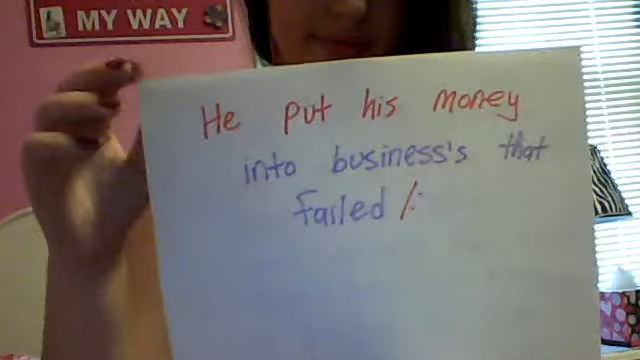 MY WAY
He put his money
into business's that
failed /: